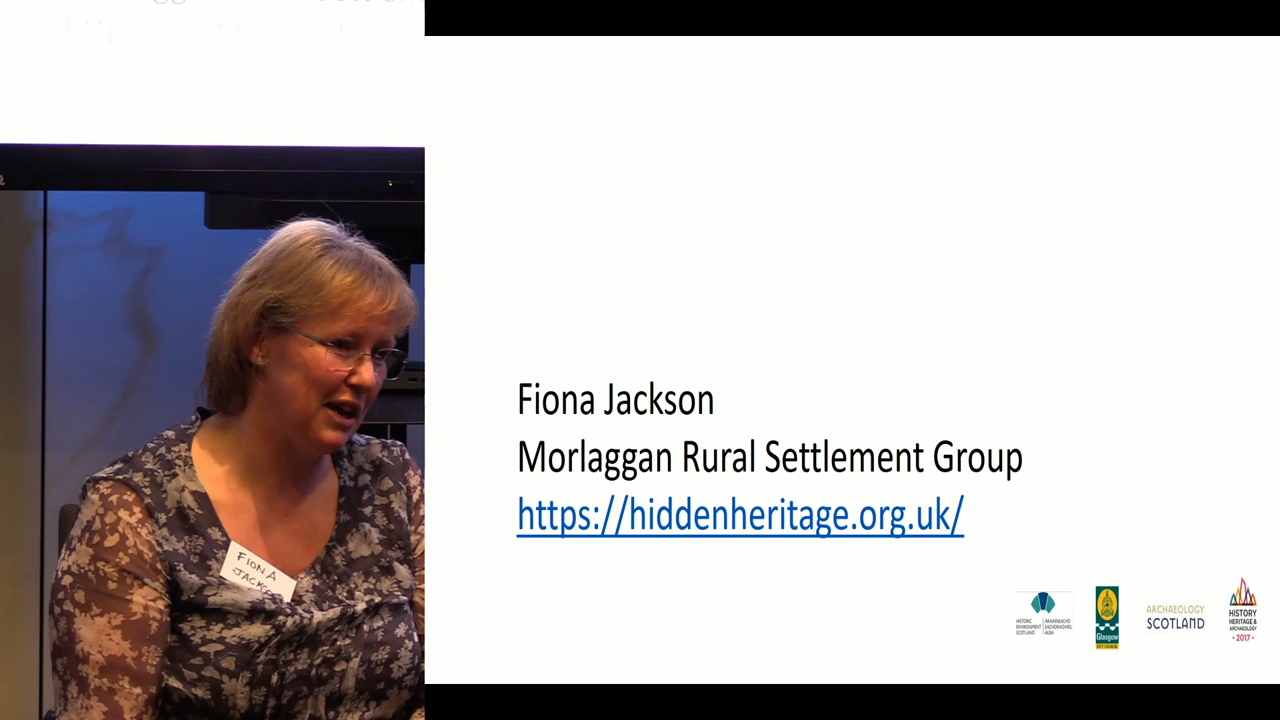 Fiona Jackson
Morlaggan Rural Settlement Group
https://hiddenheritage.org.uk/
FIONA
HISTORIC
ENVIRONMENT
SCOTLAND
ÀRAINNEACHD
EACHDRAIDHEIL
ALBA
Glasgow
CITY COUNCIL
ARCHAEOLOGY
SCOTLAND
HISTORY
HERITAGE &
ARCHAEOLOGY
• 2017 •